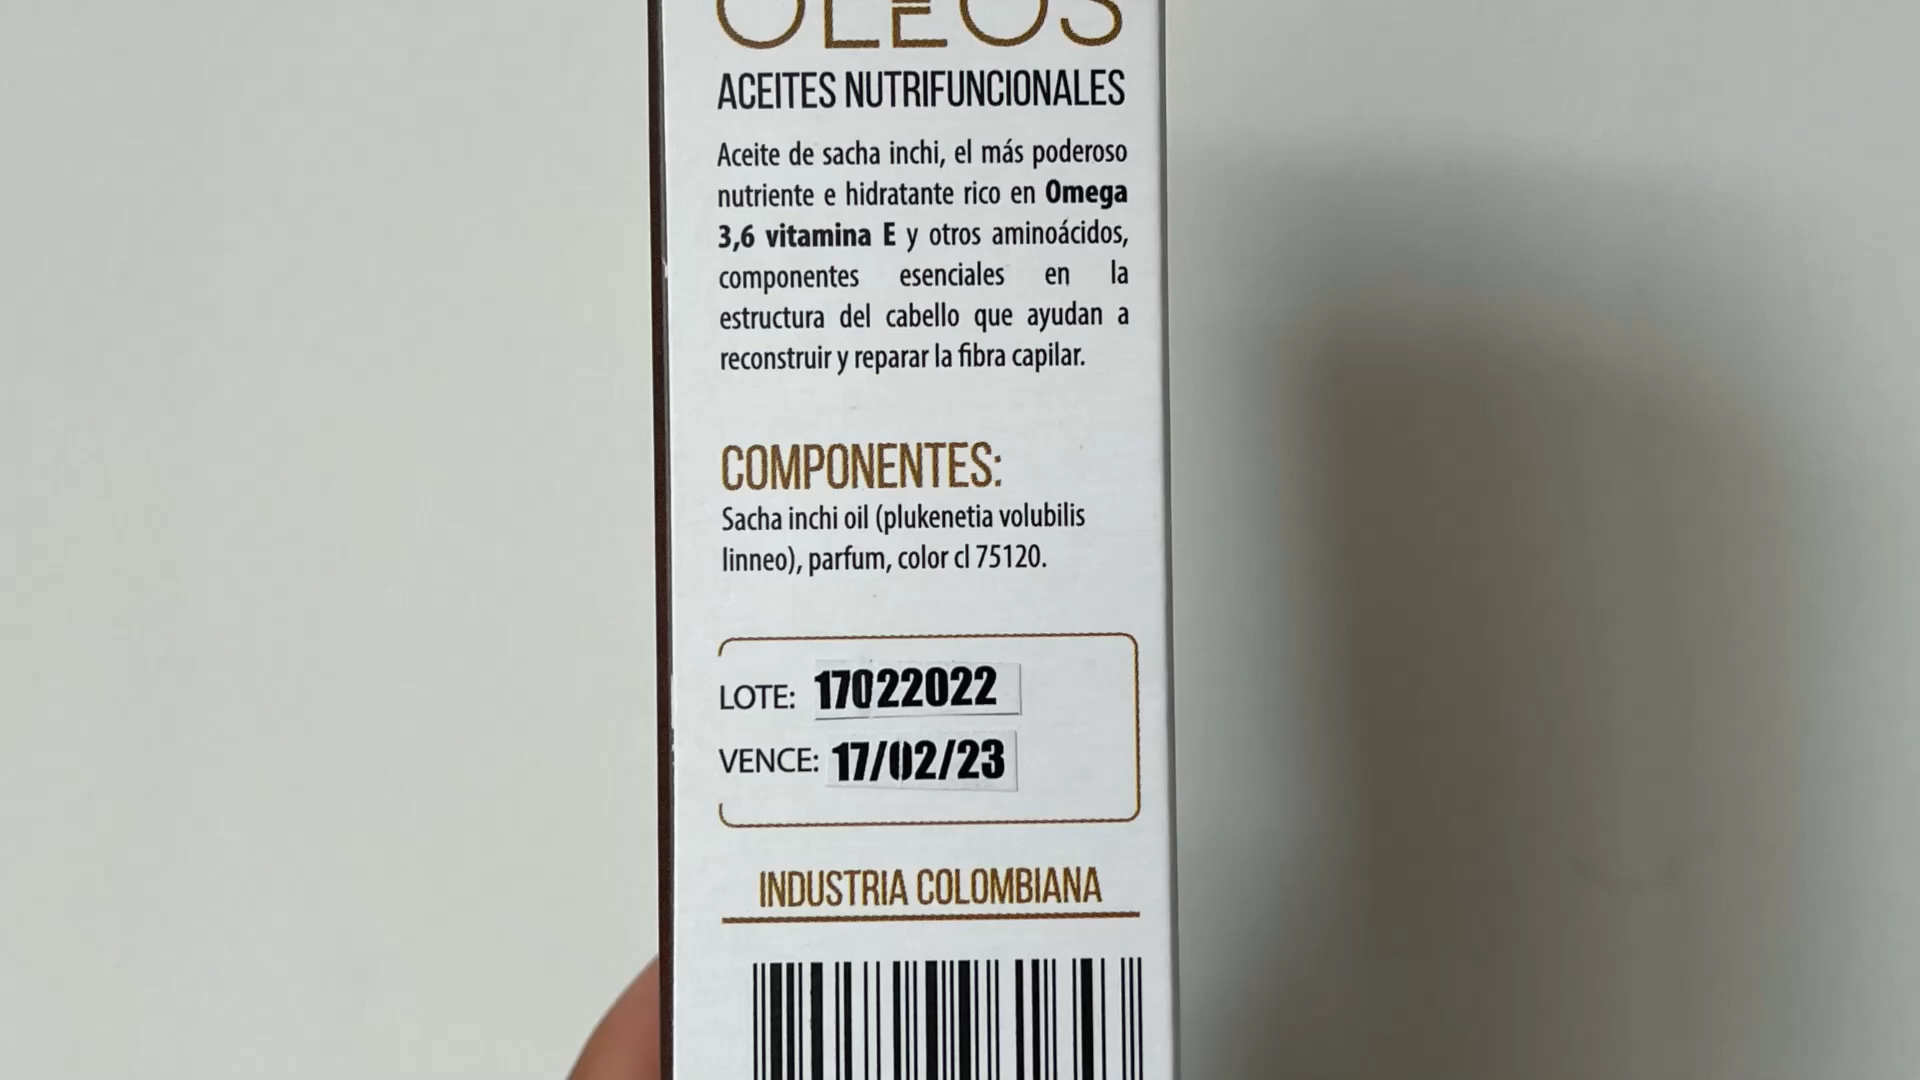 OLEOS
ACEITES NUTRIFUNCIONALES
Aceite de sacha inchi, el más poderoso
nutriente e hidratante rico en Omega
3,6 vitamina E y otros aminoácidos,
componentes esenciales en la
estructura del cabello que ayudan a
reconstruir y reparar la fibra capilar.
COMPONENTES:
Sacha inchi oil (plukenetia volubilis
linneo), parfum, color cl 75120.
LOTE: 17022022
VENCE: 17/02/23
INDUSTRIA COLOMBIANA